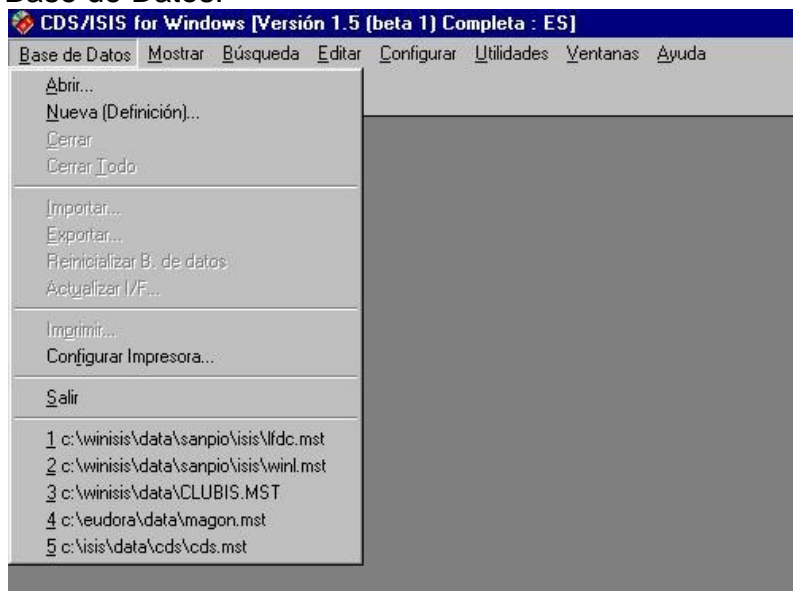 Base de Datos.
CDS/ISIS for Windows [Versión 1.5 (beta 1) Completa : ES]
Base de Datos Mostrar Búsqueda Editar Configurar Utilidades Ventanas Ayuda
Abrir...
Nueva (Definición)...
Cerrar
Cerrar Todo
Importar...
Exportar...
Reinicializar B. de datos
Actualizar I/F...
Imprimir...
Configurar Impresora...
Salir
1 c:\winisis\data\sanpio\isis\lfdc.mst
2 c:\winisis\data\sanpio\isis\winl.mst
3 c:\winisis\data\CLUBIS.MST
4 c:\eudora\data\magon.mst
5 c:\isis\data\cds\cds.mst